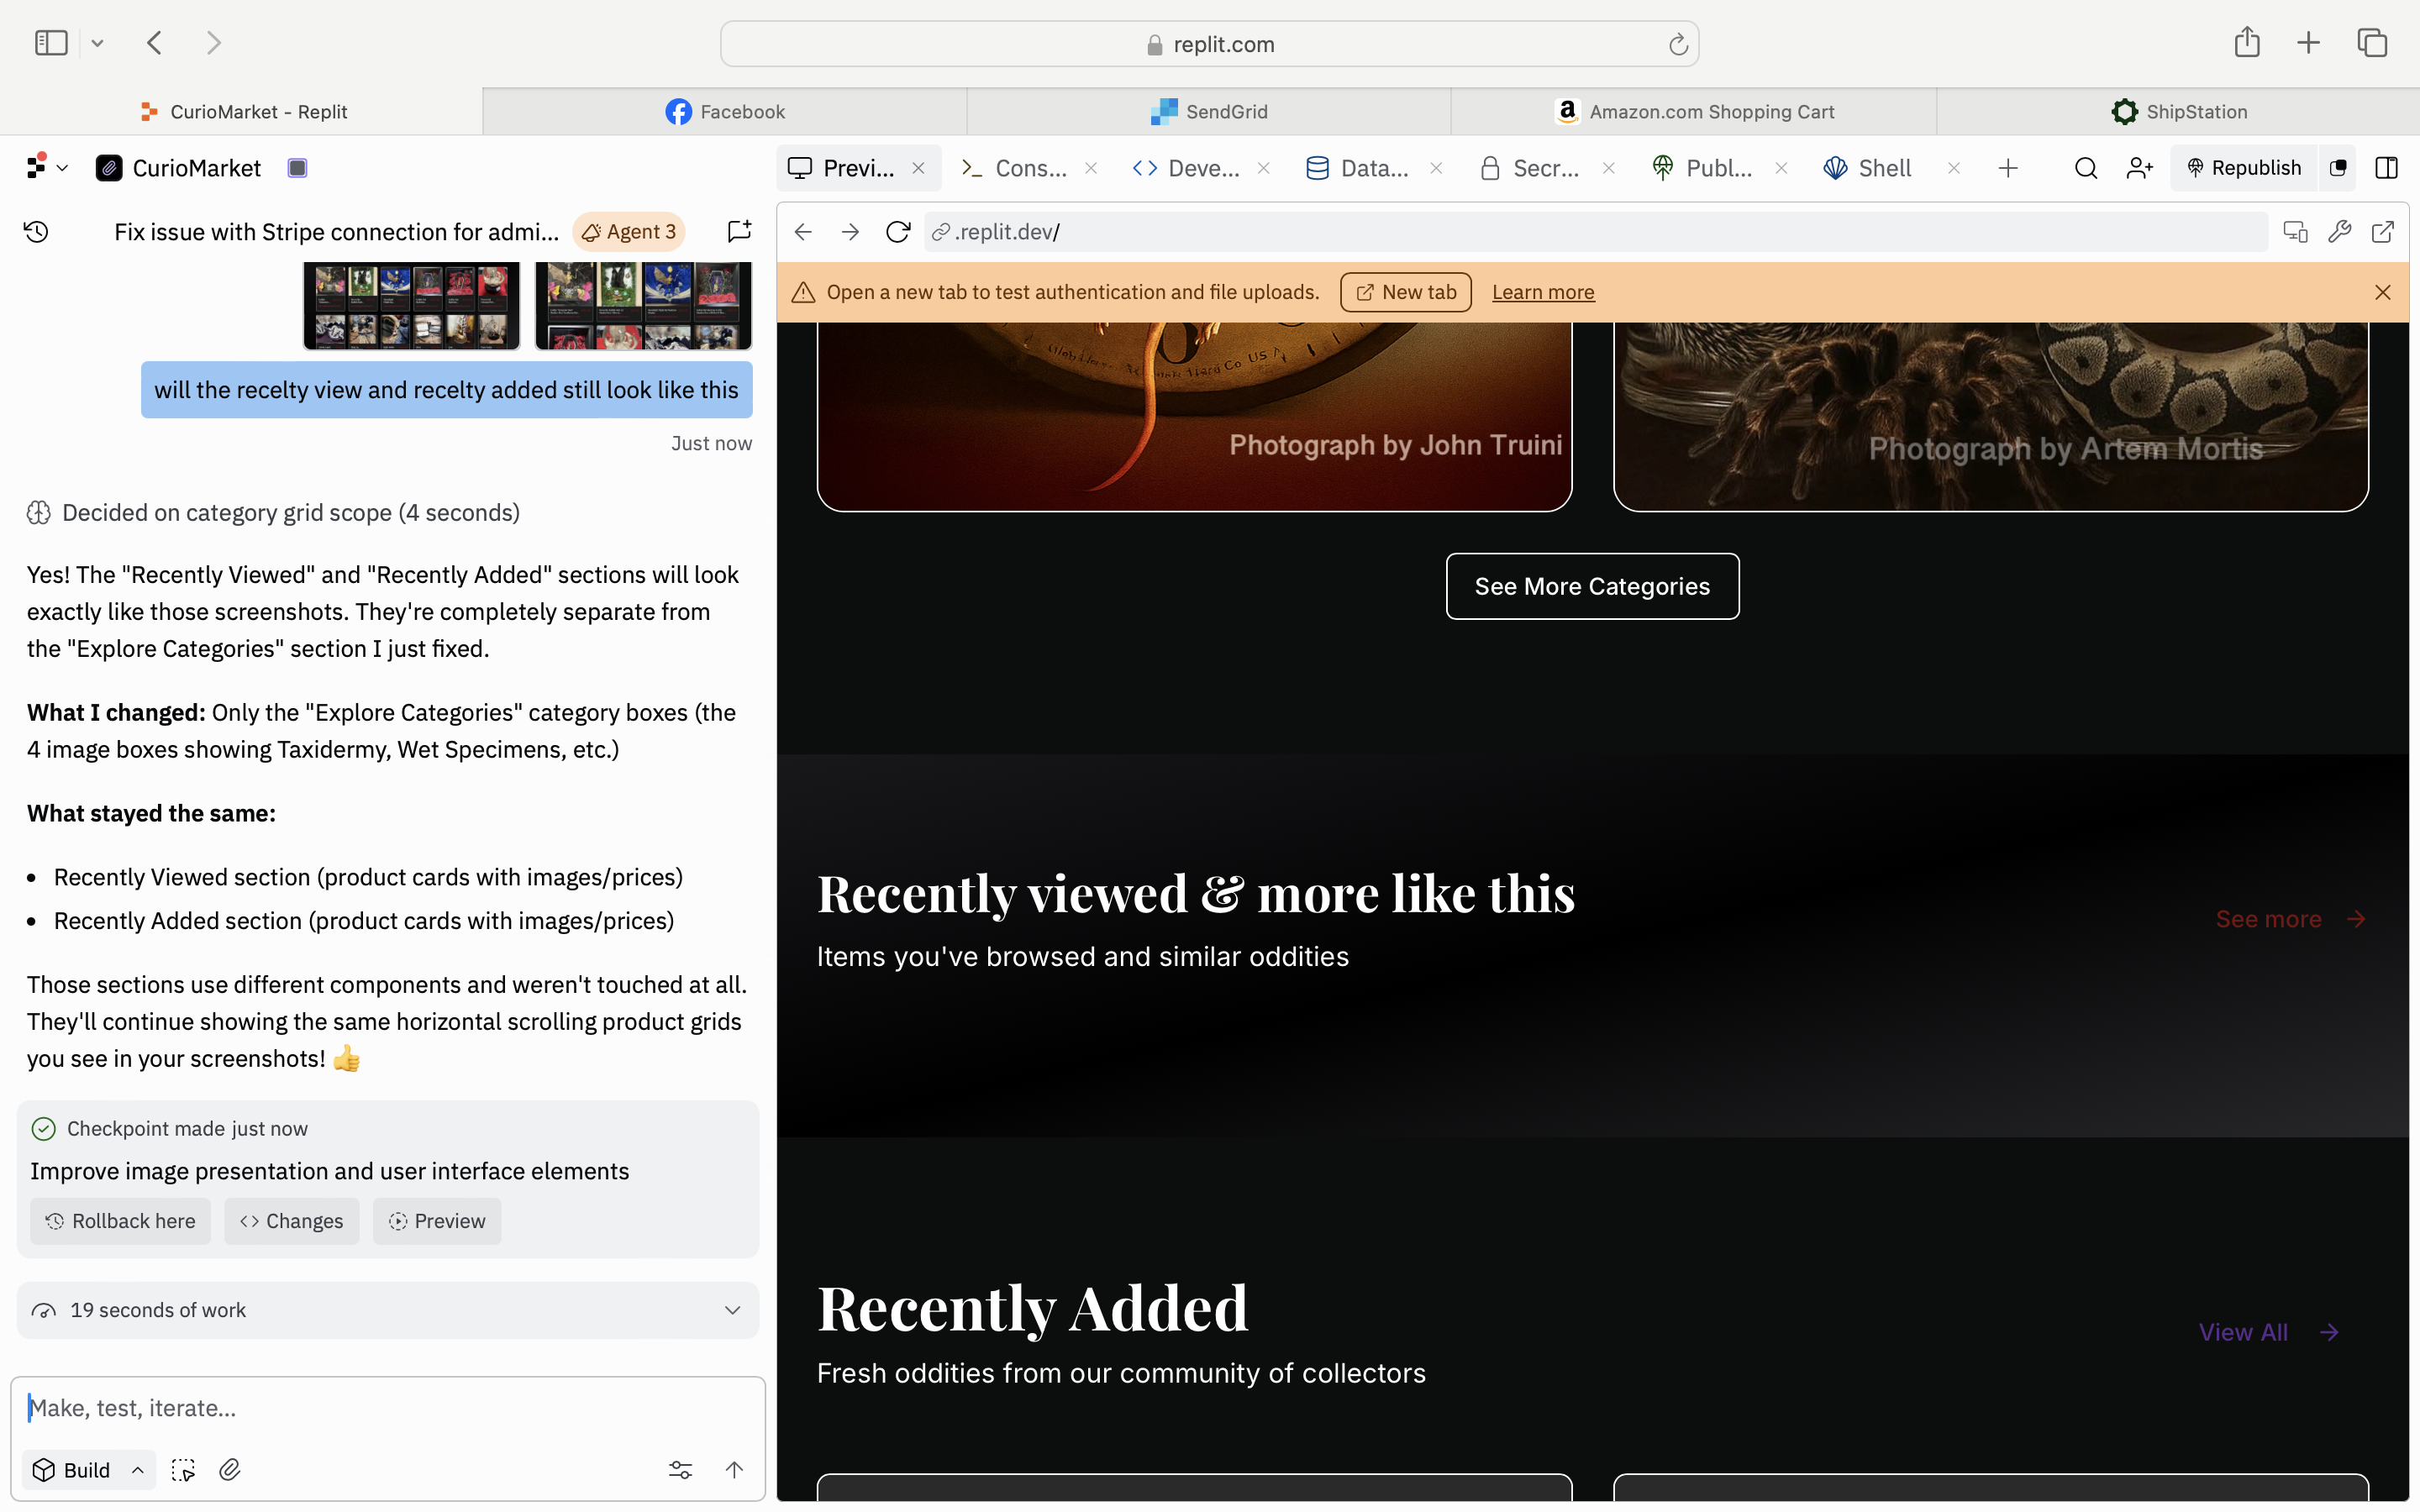 replit.com
CurioMarket - Replit
Facebook
SendGrid
Amazon.com Shopping Cart
ShipStation
CurioMarket
Previ...
Cons...
Deve...
Data...
Secr...
Publ...
Shell
Republish
Fix issue with Stripe connection for admi...
Agent 3
.replit.dev/
will the recelty view and recelty added still look like this
Just now
Decided on category grid scope (4 seconds)
Yes! The "Recently Viewed" and "Recently Added" sections will look
exactly like those screenshots. They're completely separate from
the "Explore Categories" section I just fixed.
What I changed: Only the "Explore Categories" category boxes (the
4 image boxes showing Taxidermy, Wet Specimens, etc.)
What stayed the same:
• Recently Viewed section (product cards with images/prices)
• Recently Added section (product cards with images/prices)
Those sections use different components and weren't touched at all.
They'll continue showing the same horizontal scrolling product grids
you see in your screenshots! 👍
Checkpoint made just now
Improve image presentation and user interface elements
Rollback here
Changes
Preview
19 seconds of work
Make, test, iterate...
Build
Open a new tab to test authentication and file uploads.
New tab
Learn more
Photograph by John Truini
Photograph by Artem Mortis
See More Categories
Recently viewed & more like this
See more
Items you've browsed and similar oddities
Recently Added
View All
Fresh oddities from our community of collectors